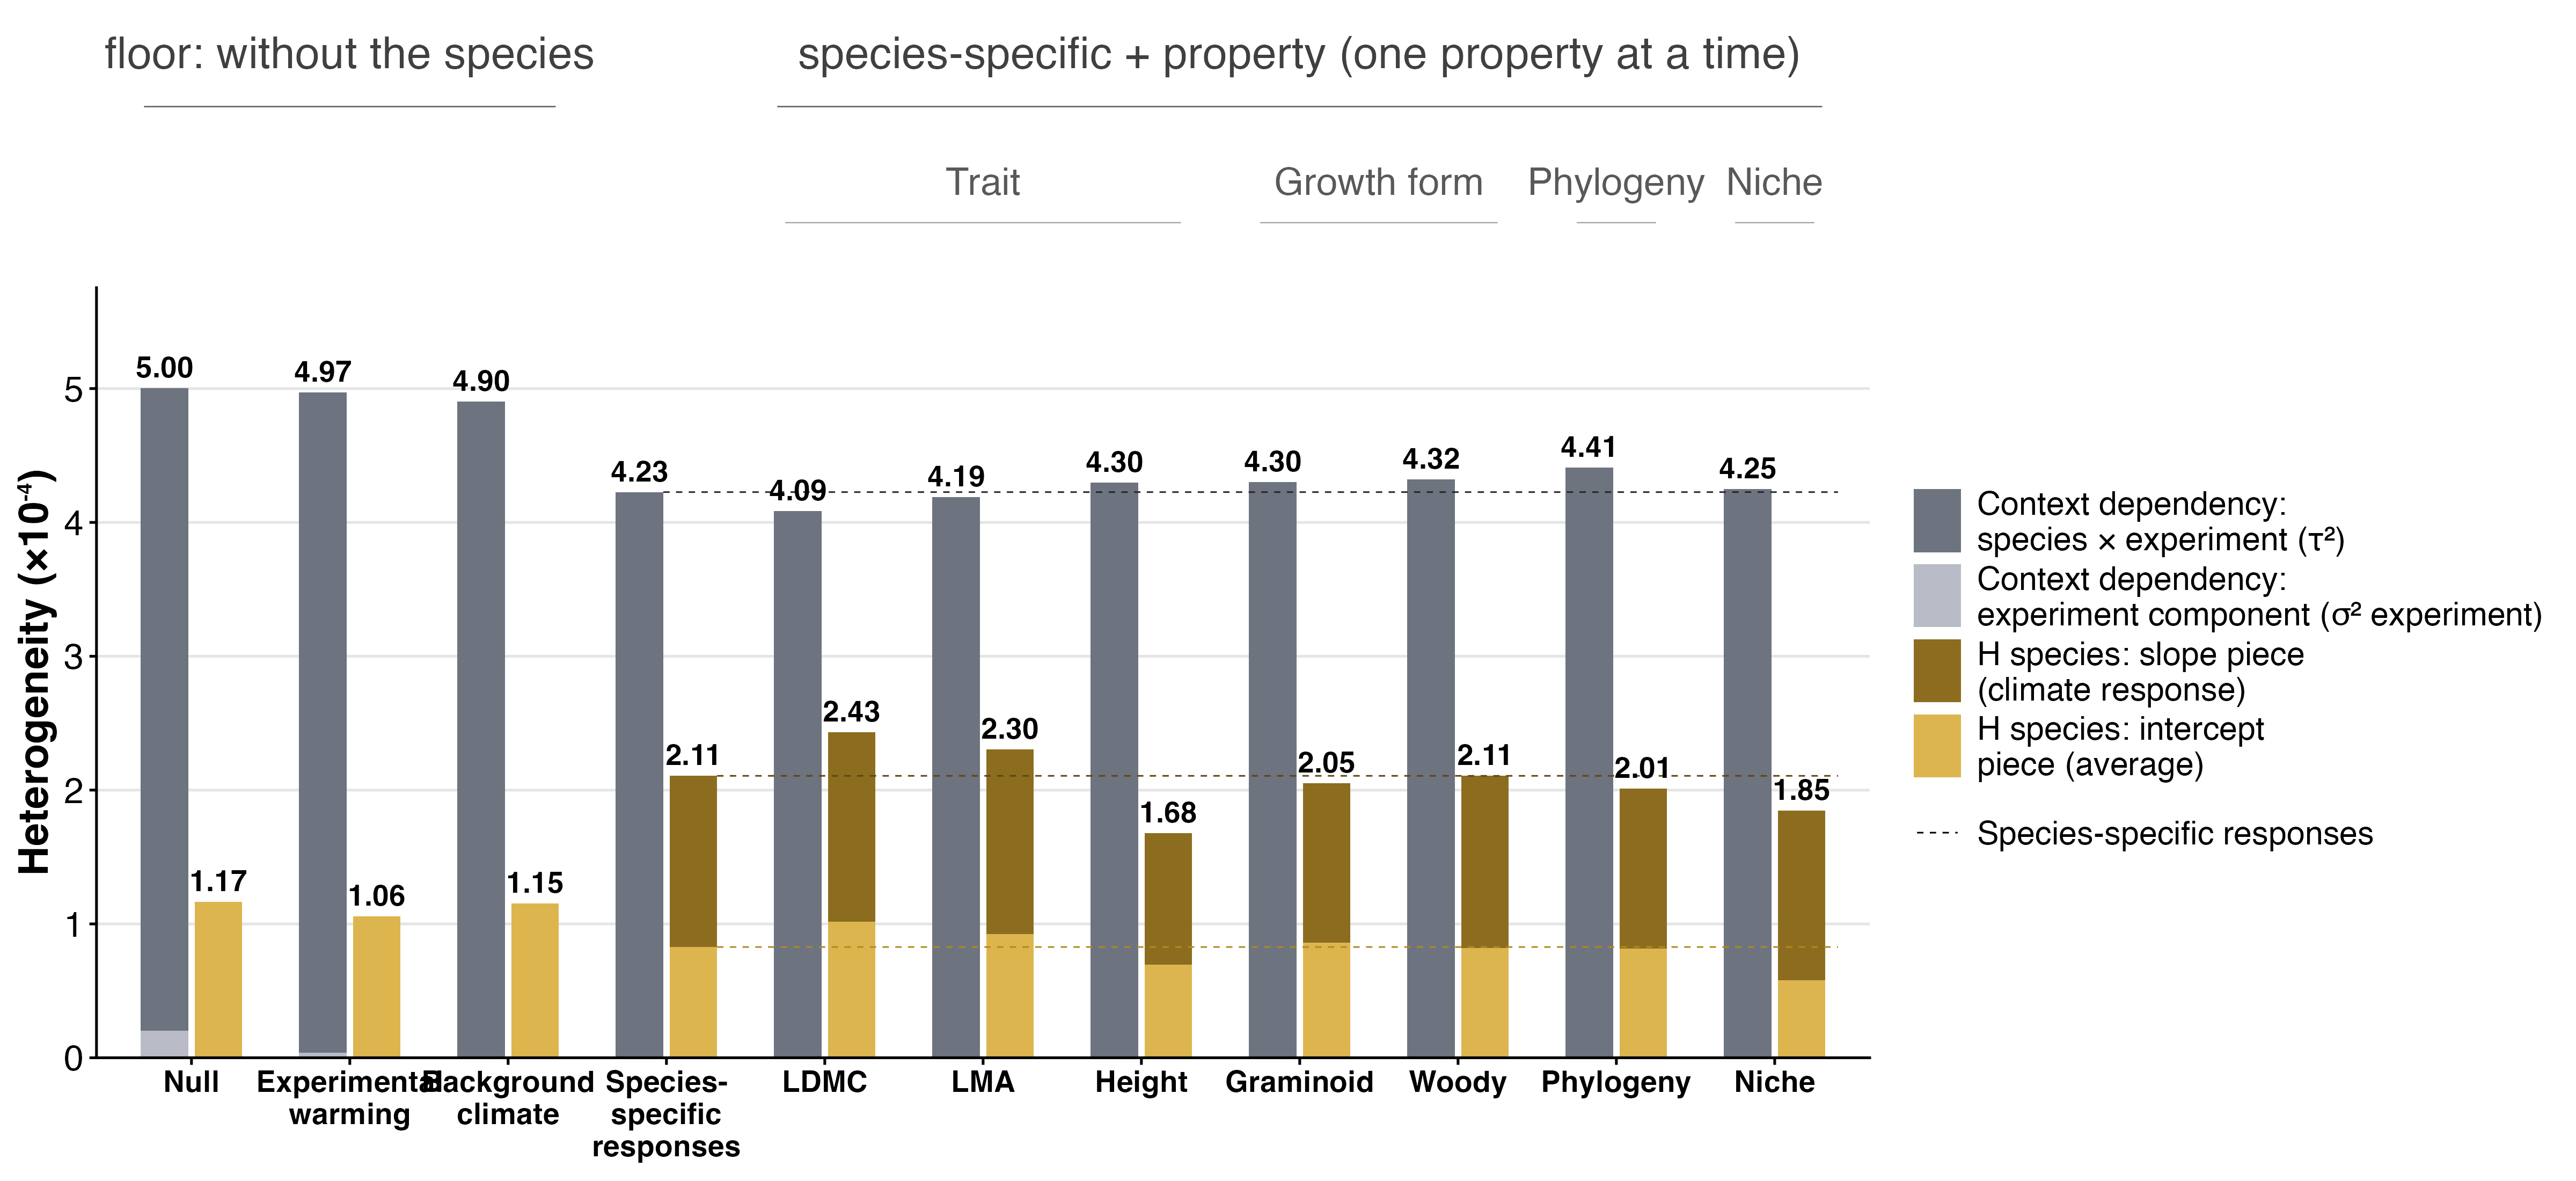 floor: without the species
species-specific + property (one property at a time)
Trait
Growth form
Phylogeny
Niche
Heterogeneity (×10⁻⁴)
5
4
3
2
1
0
5.00
1.17
4.97
1.06
4.90
1.15
4.23
2.11
4.09
2.43
4.19
2.30
4.30
1.68
4.30
2.05
4.32
2.11
4.41
2.01
4.25
1.85
Null
Experimental
warming
Background
climate
Species-
specific
responses
LDMC
LMA
Height
Graminoid
Woody
Phylogeny
Niche
Context dependency:
species × experiment (τ²)
Context dependency:
experiment component (σ² experiment)
H species: slope piece
(climate response)
H species: intercept
piece (average)
Species-specific responses